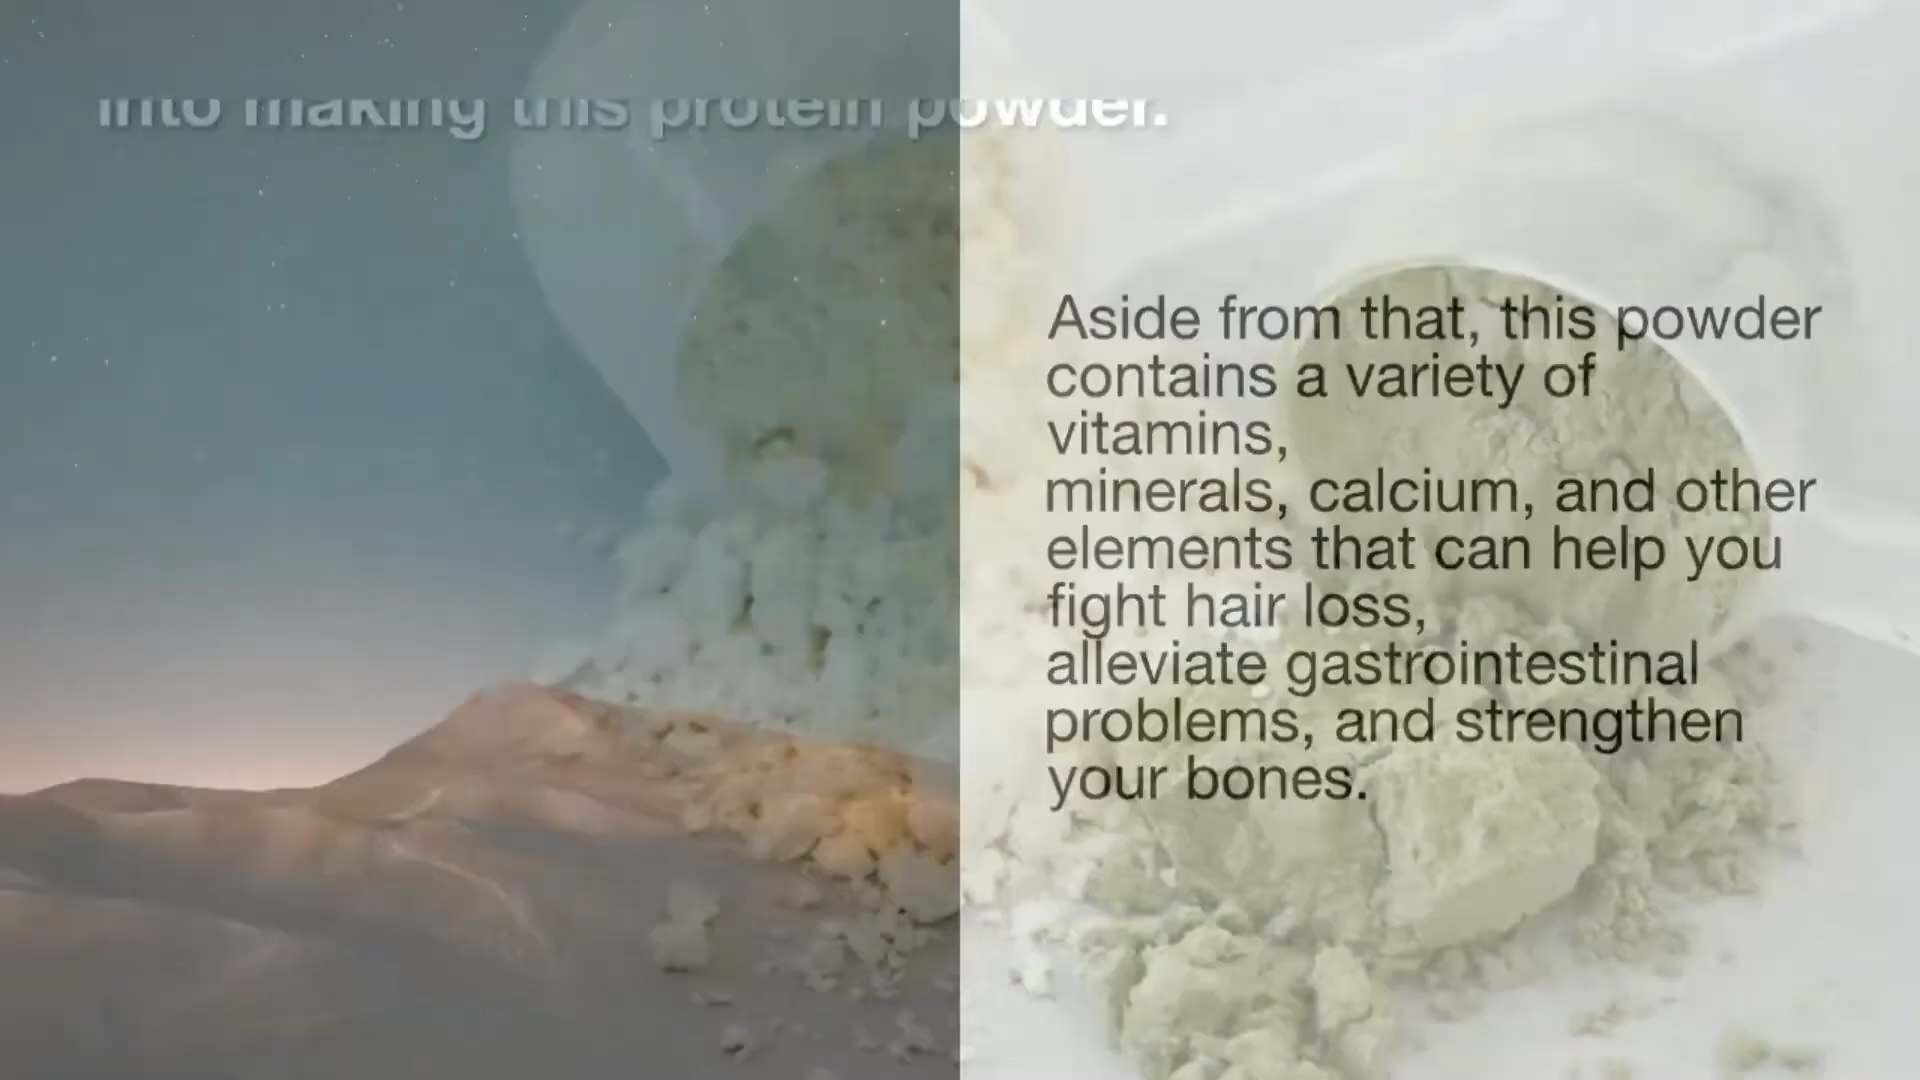 into making this protein powder.
Aside from that, this powder
contains a variety of
vitamins,
minerals, calcium, and other
elements that can help you
fight hair loss,
alleviate gastrointestinal
problems, and strengthen
your bones.